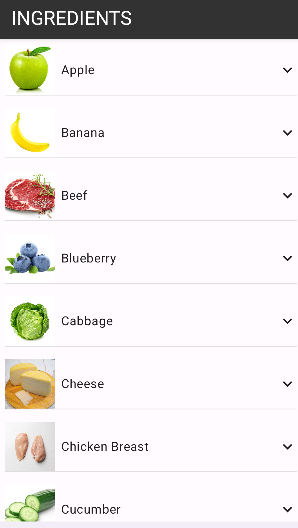 INGREDIENTS
Apple
Banana
Beef
Blueberry
Cabbage
Cheese
Chicken Breast
Cucumber